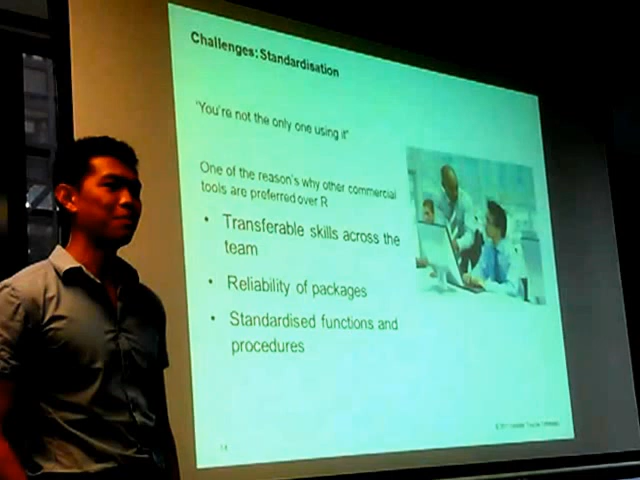 Challenges: Standardisation
"You're not the only one using it"
One of the reason's why other commercial
tools are preferred over R
• Transferable skills across the
team
• Reliability of packages
• Standardised functions and
procedures
14